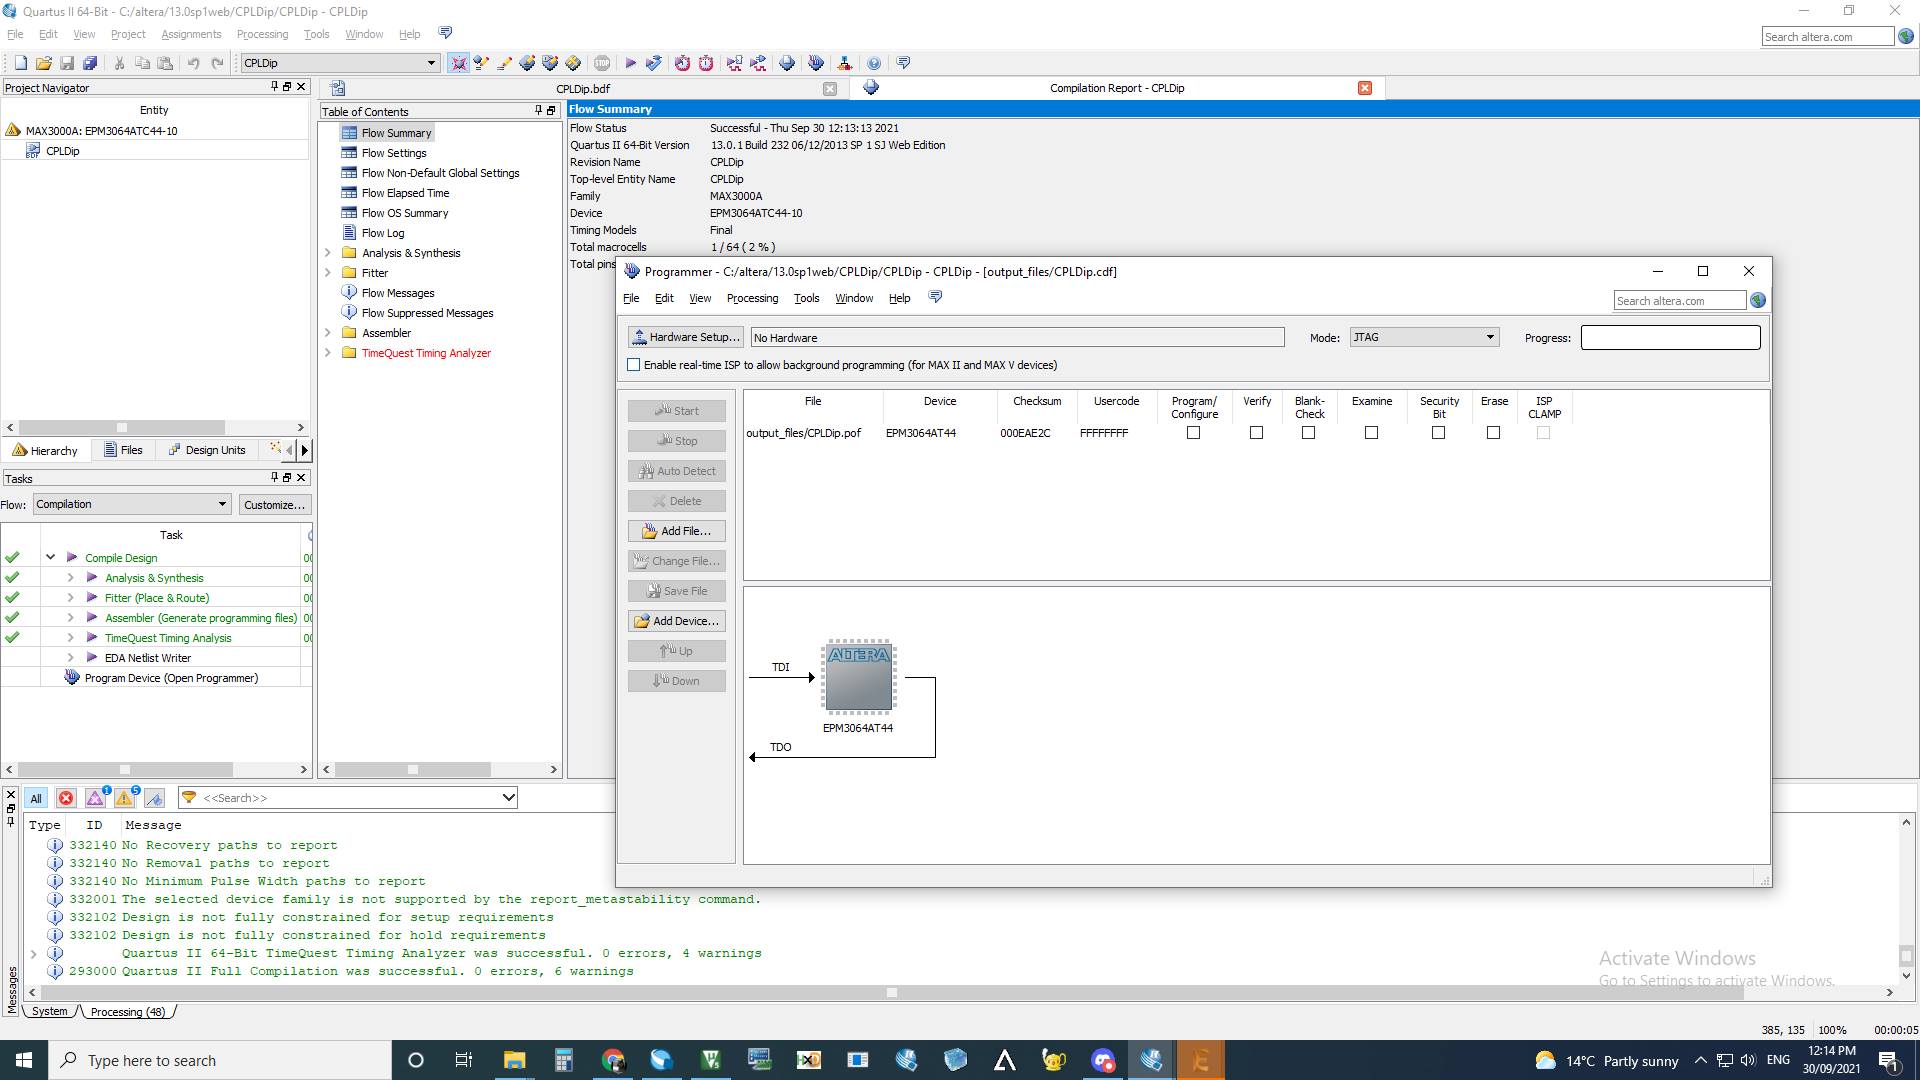 Quartus II 64-Bit - C:/altera/13.0sp1web/CPLDip/CPLDip - CPLDip
File Edit View Project Assignments Processing Tools Window Help
Search altera.com
CPLDip
Project Navigator
Entity
MAX3000A: EPM3064ATC44-10
CPLDip
Hierarchy Files Design Units
Tasks
Flow: Compilation Customize...
Task
Compile Design 00
Analysis & Synthesis 00
Fitter (Place & Route) 00
Assembler (Generate programming files) 00
TimeQuest Timing Analysis 00
EDA Netlist Writer
Program Device (Open Programmer)
CPLDip.bdf
Compilation Report - CPLDip
Table of Contents
Flow Summary
Flow Settings
Flow Non-Default Global Settings
Flow Elapsed Time
Flow OS Summary
Flow Log
Analysis & Synthesis
Fitter
Flow Messages
Flow Suppressed Messages
Assembler
TimeQuest Timing Analyzer
Flow Summary
Flow Status Successful - Thu Sep 30 12:13:13 2021
Quartus II 64-Bit Version 13.0.1 Build 232 06/12/2013 SP 1 SJ Web Edition
Revision Name CPLDip
Top-level Entity Name CPLDip
Family MAX3000A
Device EPM3064ATC44-10
Timing Models Final
Total macrocells 1 / 64 ( 2 % )
Total pins
Programmer - C:/altera/13.0sp1web/CPLDip/CPLDip - CPLDip - [output_files/CPLDip.cdf]
File Edit View Processing Tools Window Help
Search altera.com
Hardware Setup... No Hardware Mode: JTAG Progress:
Enable real-time ISP to allow background programming (for MAX II and MAX V devices)
Start
Stop
Auto Detect
Delete
Add File...
Change File...
Save File
Add Device...
Up
Down
File Device Checksum Usercode Program/ Configure Verify Blank- Check Examine Security Bit Erase ISP CLAMP
output_files/CPLDip.pof EPM3064AT44 000EAE2C FFFFFFFF
TDI
ALTERA
EPM3064AT44
TDO
All 1 5 <<Search>>
Type ID Message
332140 No Recovery paths to report
332140 No Removal paths to report
332140 No Minimum Pulse Width paths to report
332001 The selected device family is not supported by the report_metastability command.
332102 Design is not fully constrained for setup requirements
332102 Design is not fully constrained for hold requirements
Quartus II 64-Bit TimeQuest Timing Analyzer was successful. 0 errors, 4 warnings
293000 Quartus II Full Compilation was successful. 0 errors, 6 warnings
Messages
System Processing (48)
Activate Windows
Go to Settings to activate Windows.
385, 135 100% 00:00:05
Type here to search
14°C Partly sunny ENG
12:14 PM
30/09/2021
1